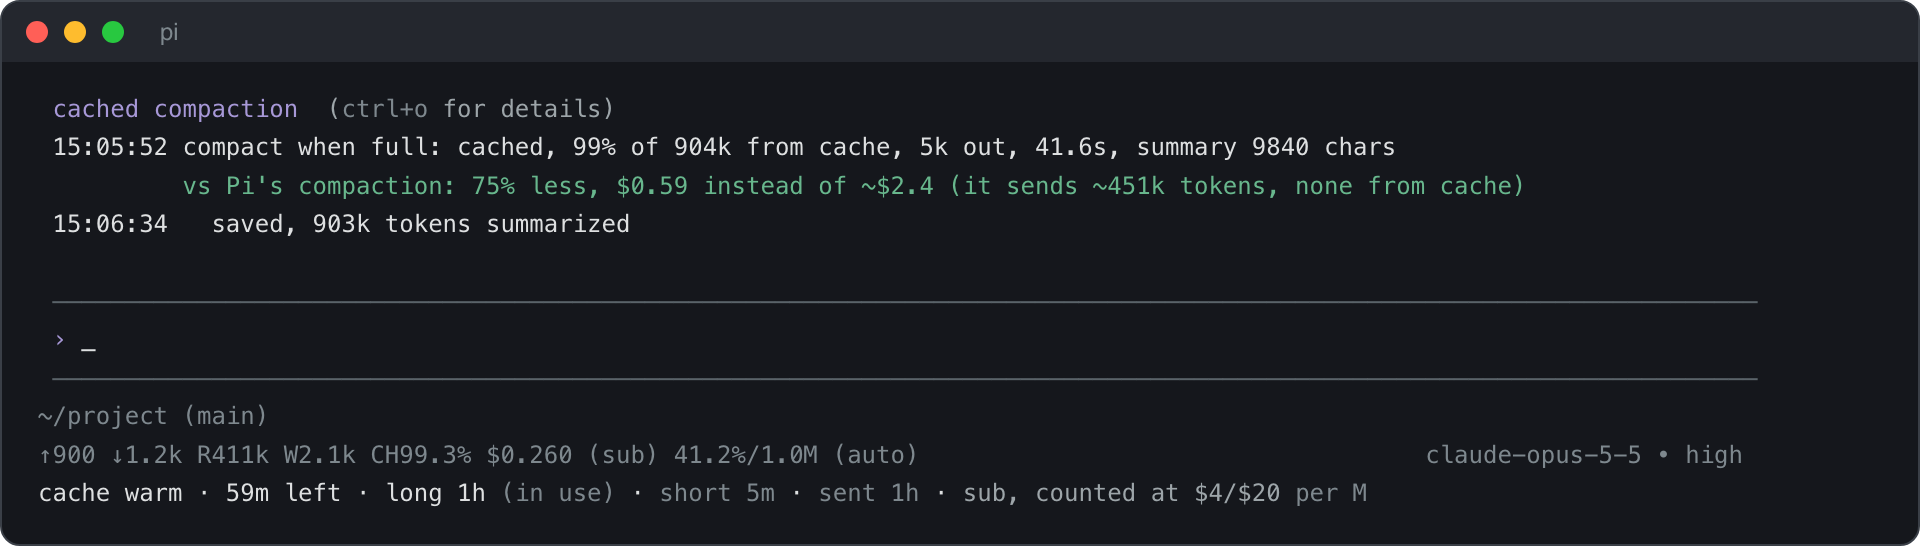 pi
cached compaction  (ctrl+o for details)
15:05:52 compact when full: cached, 99% of 904k from cache, 5k out, 41.6s, summary 9840 chars
vs Pi's compaction: 75% less, $0.59 instead of ~$2.4 (it sends ~451k tokens, none from cache)
15:06:34   saved, 903k tokens summarized
› _
~/project (main)
↑900 ↓1.2k R411k W2.1k CH99.3% $0.260 (sub) 41.2%/1.0M (auto) claude-opus-5-5 • high
cache warm · 59m left · long 1h (in use) · short 5m · sent 1h · sub, counted at $4/$20 per M